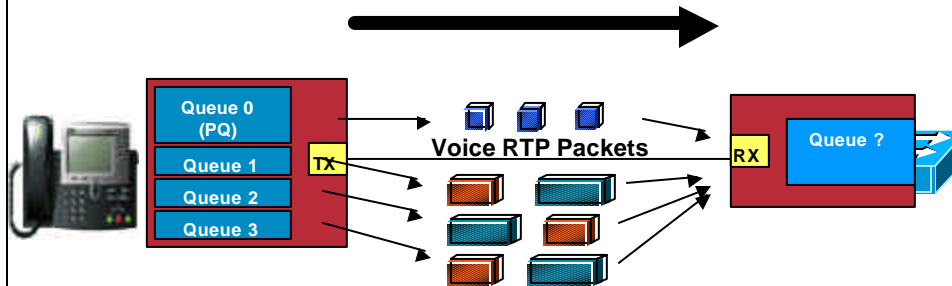 Queue 0
(PQ)
Queue 1
Queue 2
Queue 3
TX
Voice RTP Packets
RX
Queue ?